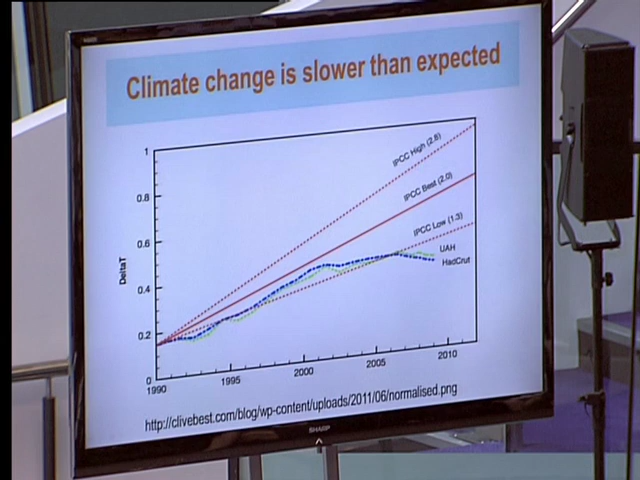 Climate change is slower than expected
1
0.8
0.6
0.4
0.2
0
DeltaT
IPCC High (2.8)
IPCC Best (2.0)
IPCC Low (1.3)
UAH
HadCrut
1990 1995 2000 2005 2010
http://clivebest.com/blog/wp-content/uploads/2011/06/normalised.png
SHARP